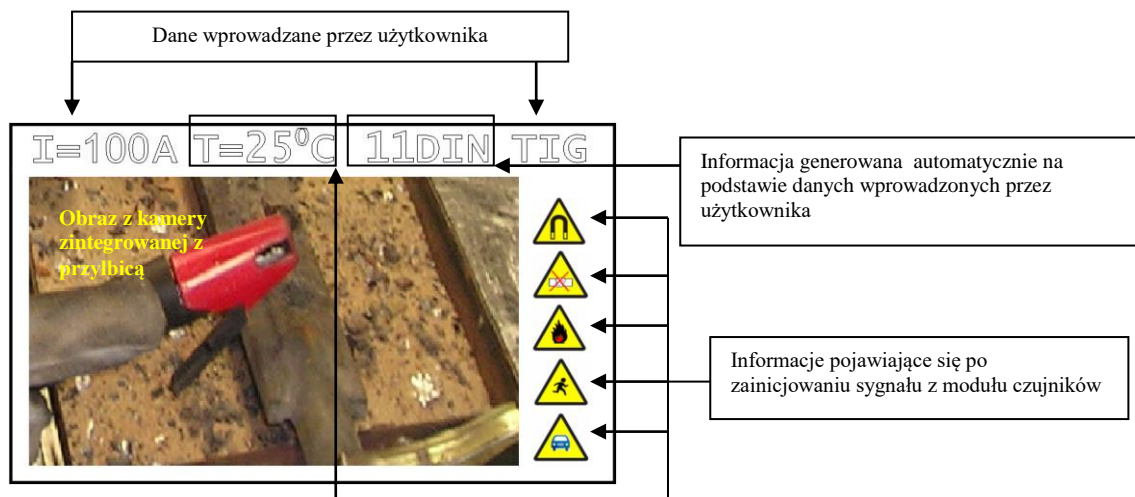 Dane wprowadzane przez użytkownika
I=100A T=25⁰C 11DIN TIG
Informacja generowana automatycznie na
podstawie danych wprowadzonych przez
użytkownika
Obraz z kamery
zintegrowanej z
przyłbicą
Informacje pojawiające się po
zainicjowaniu sygnału z modułu czujników